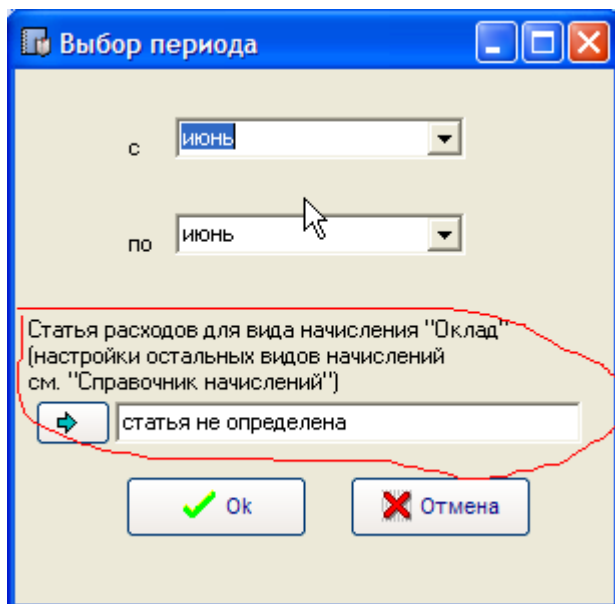 Выбор периода
с июнь
по июнь
Статья расходов для вида начисления "Оклад"
(настройки остальных видов начислений
см. "Справочник начислений")
статья не определена
Ok Отмена